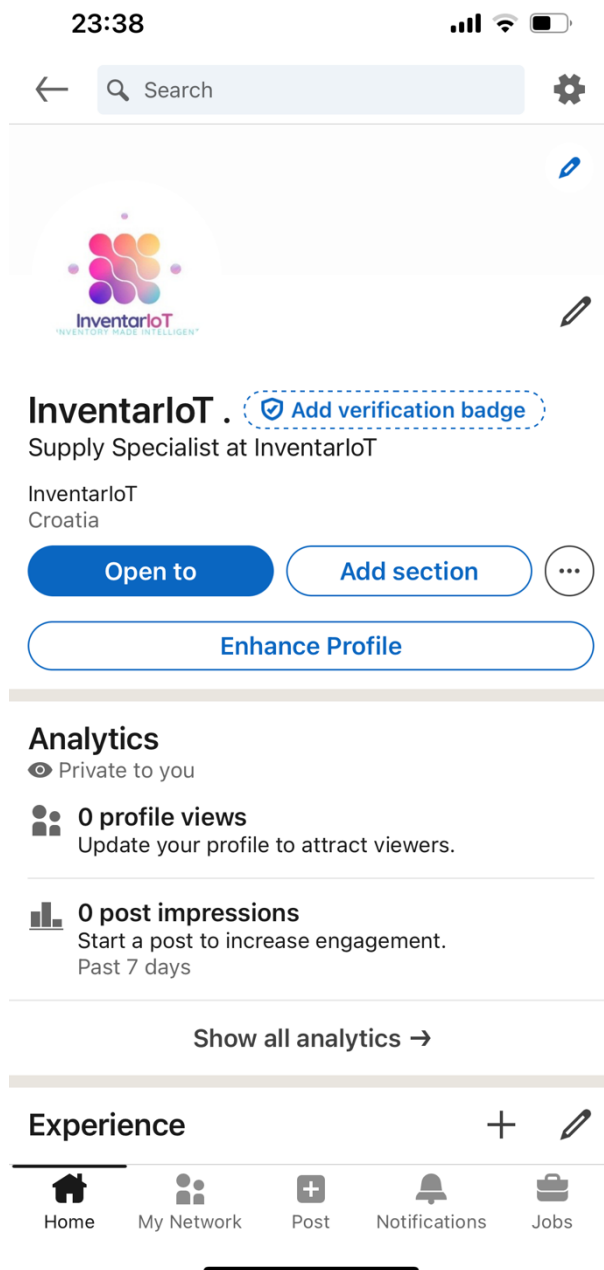 23:38
Search
InventarIoT
"NVENTORY MADE INTELLIGEN"
InventarIoT . Add verification badge
Supply Specialist at InventarIoT
InventarIoT
Croatia
Open to Add section
Enhance Profile
Analytics
Private to you
0 profile views
Update your profile to attract viewers.
0 post impressions
Start a post to increase engagement.
Past 7 days
Show all analytics →
Experience
Home My Network Post Notifications Jobs